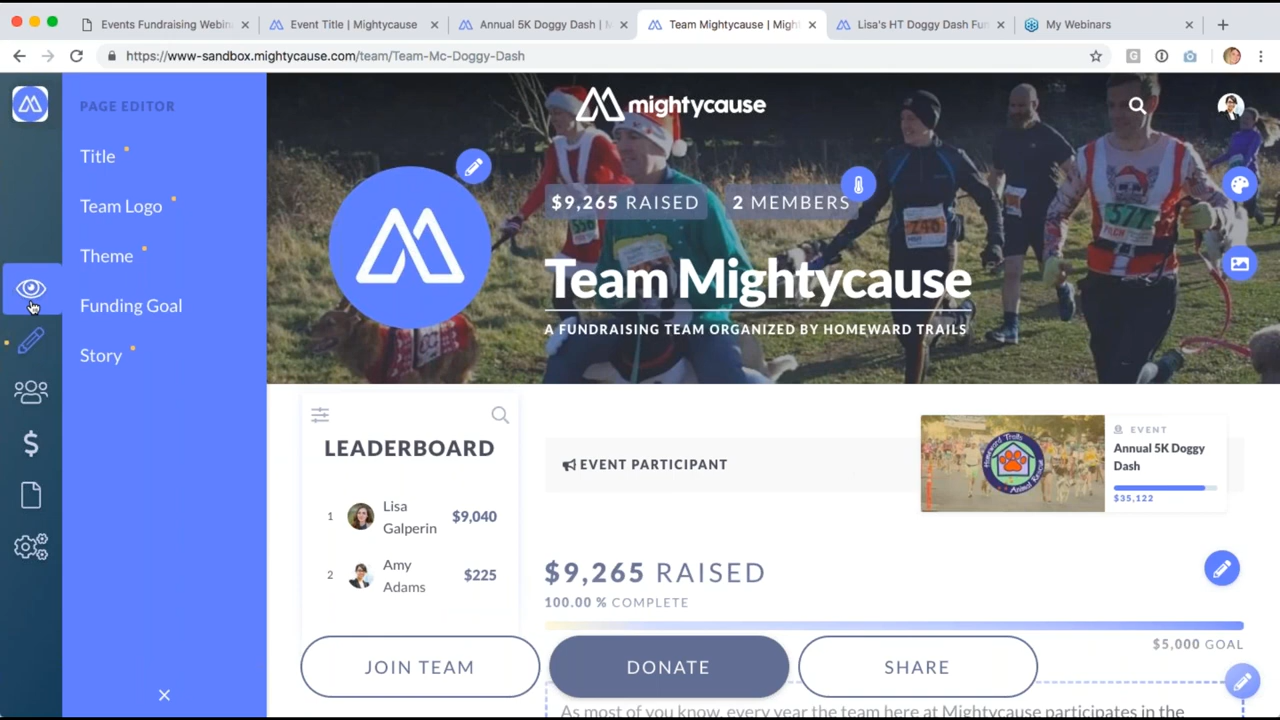 Events Fundraising Webin
Event Title | Mightycause
Annual 5K Doggy Dash | M
Team Mightycause | Migh
Lisa's HT Doggy Dash Fun
My Webinars
https://www-sandbox.mightycause.com/team/Team-Mc-Doggy-Dash
PAGE EDITOR
Title
Team Logo
Theme
Funding Goal
Story
mightycause
$9,265 RAISED
2 MEMBERS
Team Mightycause
A FUNDRAISING TEAM ORGANIZED BY HOMEWARD TRAILS
LEADERBOARD
1 Lisa Galperin $9,040
2 Amy Adams $225
EVENT PARTICIPANT
EVENT
Annual 5K Doggy
Dash
$35,122
$9,265 RAISED
100.00 % COMPLETE
$5,000 GOAL
JOIN TEAM
DONATE
SHARE
As most of you know, every year the team here at Mightycause participates in the